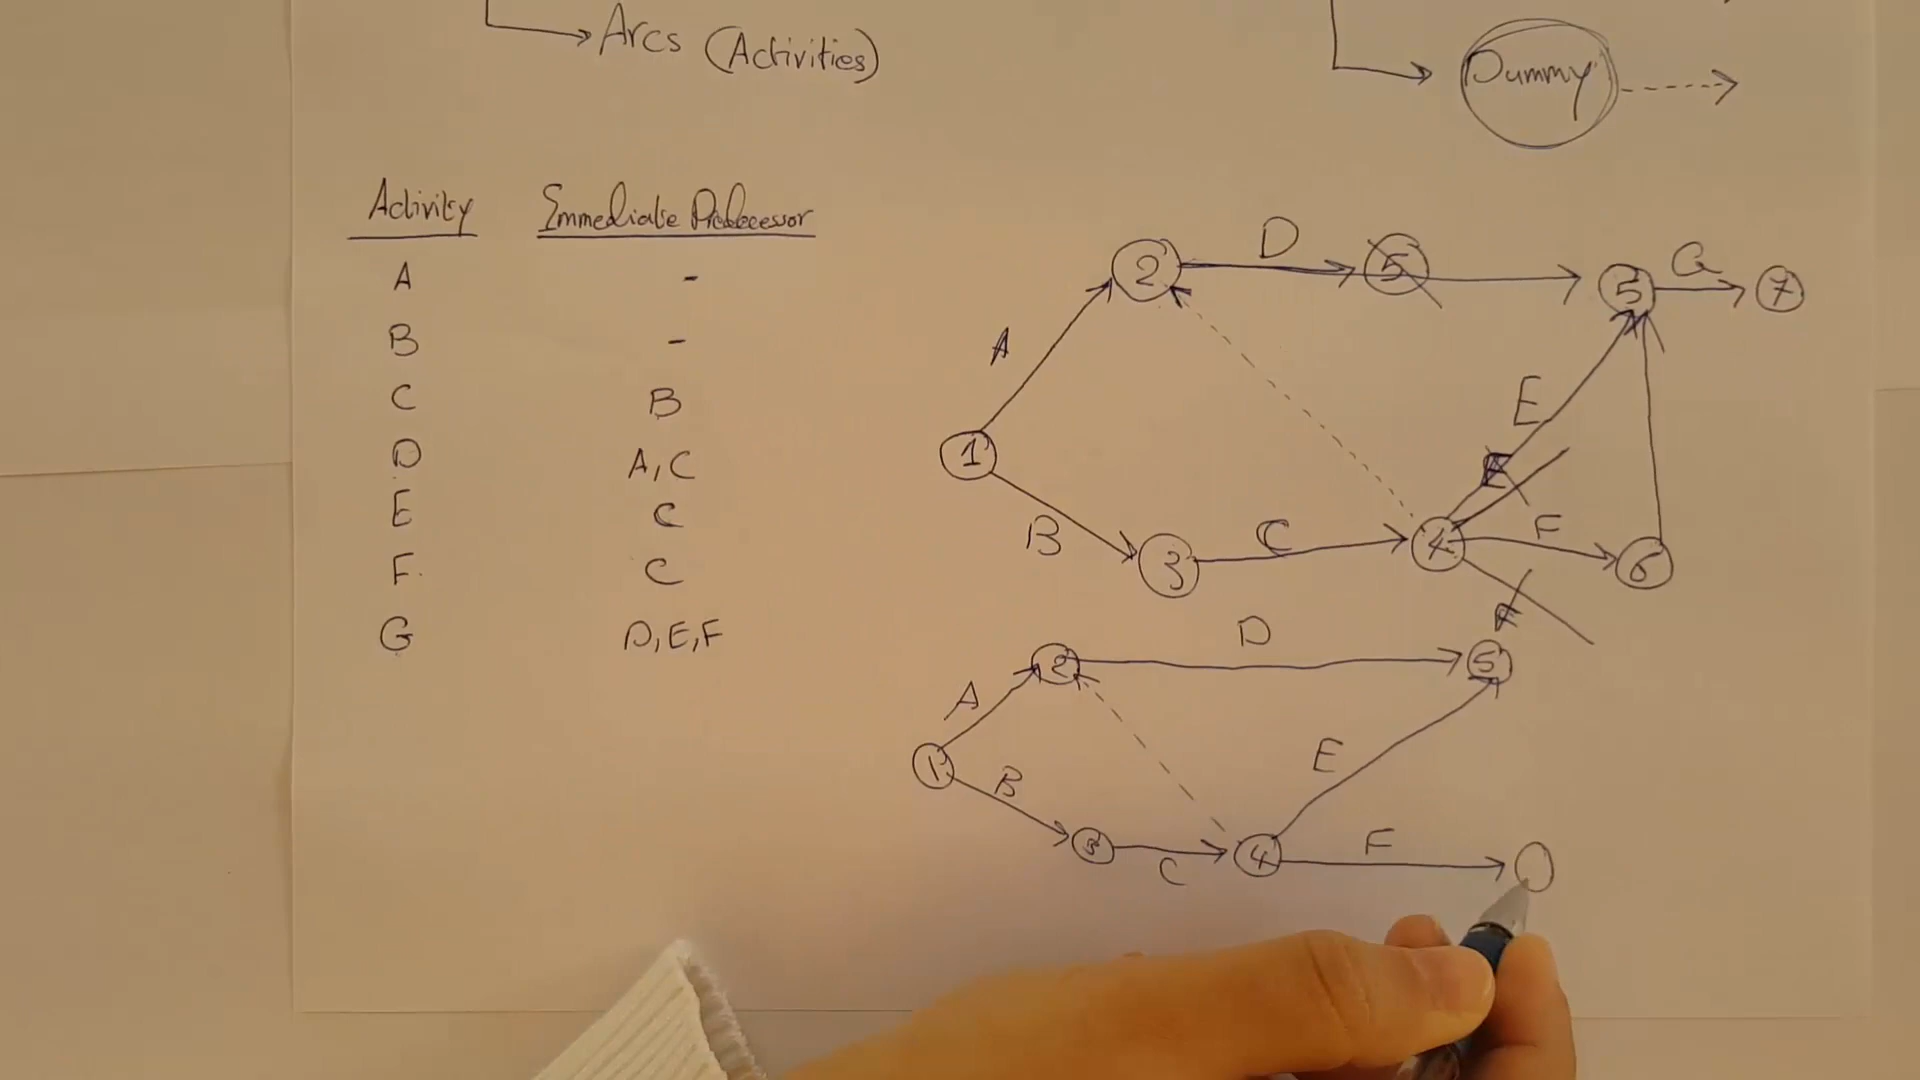 Arcs (Activities)
Dummy
Activity Immediate Predecessor
A -
B -
C B
D A,C
E C
F C
G D,E,F
D
2 5 5 G 7
A
E
1
E
B 3 C 4 F 6
D
2 5
A
E
1 B
3 C 4 F